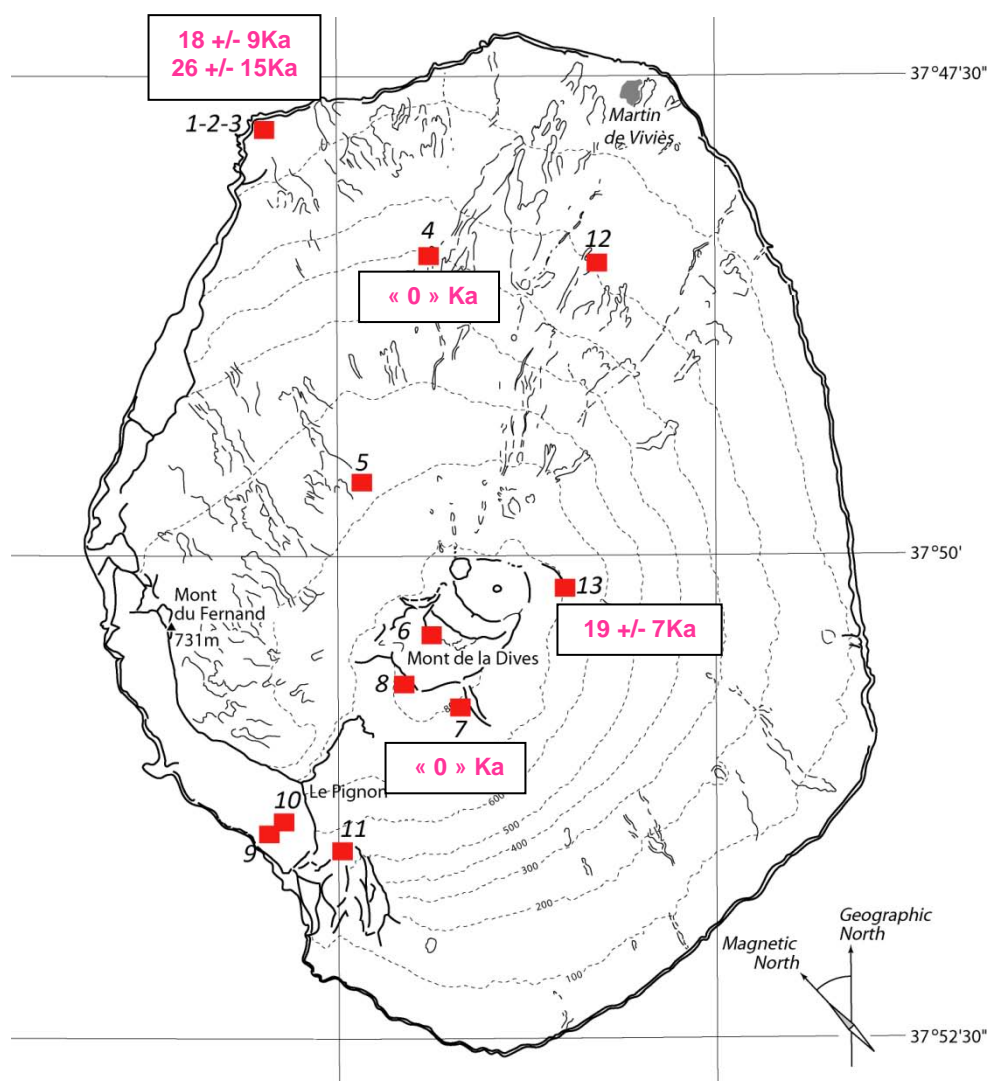 18 +/- 9Ka
26 +/- 15Ka
37°47'30"
1-2-3
Martin
de Viviès
4
12
« 0 » Ka
5
37°50'
13
Mont
du Fernand
731m
19 +/- 7Ka
6
Mont de la Dives
8
7
« 0 » Ka
Le Pignon
600
10
500
11
400
9
300
200
Geographic
North
Magnetic
North
100
37°52'30"